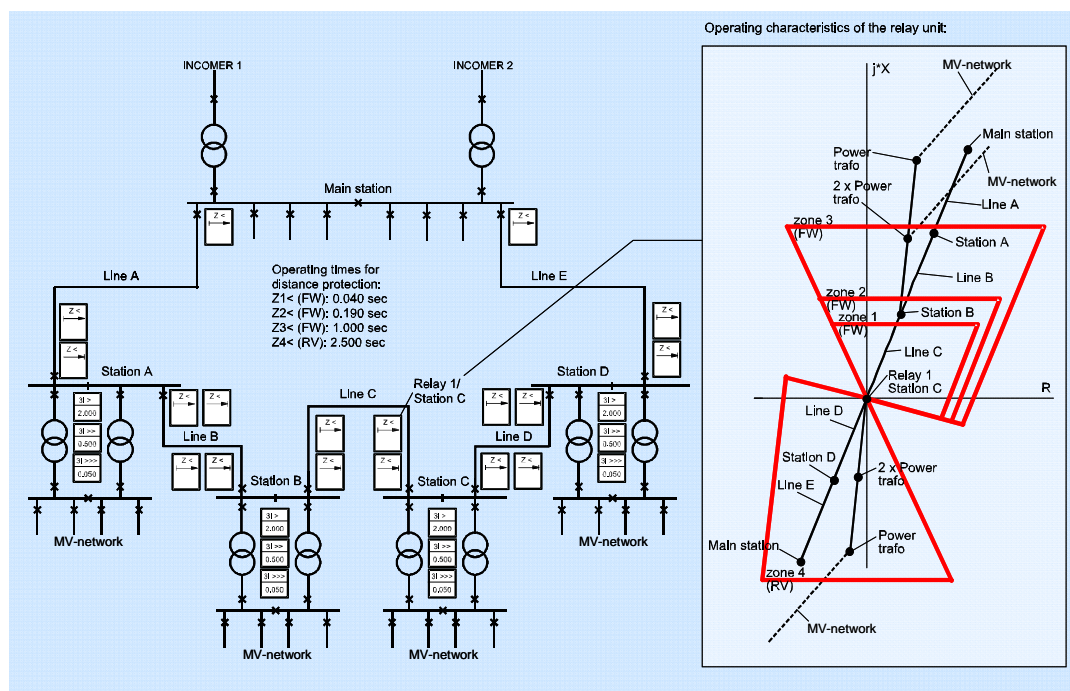 Operating characteristics of the relay unit:
INCOMER 1
INCOMER 2
Main station
Z <
Z <
Line A
Line E
Operating times for
distance protection:
Z1< (FW): 0.040 sec
Z2< (FW): 0.190 sec
Z3< (FW): 1.000 sec
Z4< (RV): 2.500 sec
Z <
Z <
Z <
Z <
Station A
Station D
Line C
Relay 1/
Station C
3I >
2.000
3I >>
0.500
3I >>>
0.050
Z <
Z <
Line B
Z <
Z <
Z <
Z <
Z <
Z <
Z <
Z <
Line D
Z <
Z <
3I >
2.000
3I >>
0.500
3I >>>
0.050
Station B
Station C
MV-network
MV-network
3I >
2.000
3I >>
0.500
3I >>>
0.050
3I >
2.000
3I >>
0.500
3I >>>
0.050
MV-network
MV-network
j*X
MV-network
Main station
Power
trafo
MV-network
2 x Power
trafo
Line A
zone 3
(FW)
Station A
Line B
zone 2
(FW)
Station B
zone 1
(FW)
Line C
Relay 1
Station C
R
Line D
Station D
2 x Power
trafo
Line E
Power
trafo
Main station
zone 4
(RV)
MV-network